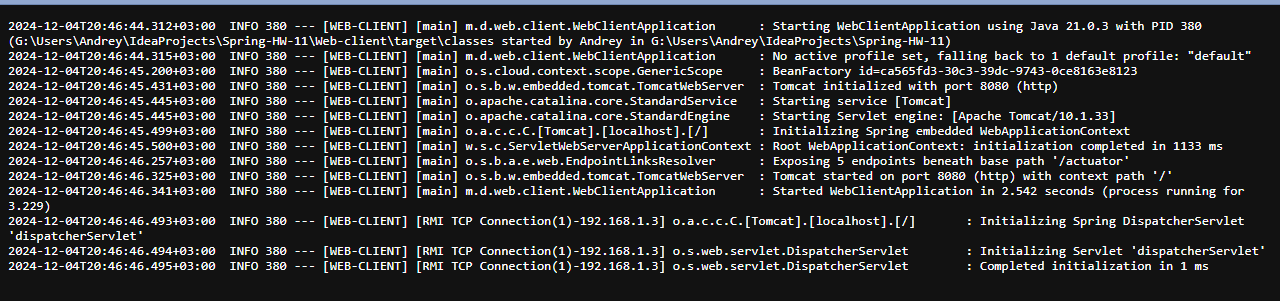 2024-12-04T20:46:44.312+03:00  INFO 380 --- [WEB-CLIENT] [main] m.d.web.client.WebClientApplication      : Starting WebClientApplication using Java 21.0.3 with PID 380
(G:\Users\Andrey\IdeaProjects\Spring-HW-11\Web-client\target\classes started by Andrey in G:\Users\Andrey\IdeaProjects\Spring-HW-11)
2024-12-04T20:46:44.315+03:00  INFO 380 --- [WEB-CLIENT] [main] m.d.web.client.WebClientApplication      : No active profile set, falling back to 1 default profile: "default"
2024-12-04T20:46:45.200+03:00  INFO 380 --- [WEB-CLIENT] [main] o.s.cloud.context.scope.GenericScope     : BeanFactory id=ca565fd3-30c3-39dc-9743-0ce8163e8123
2024-12-04T20:46:45.431+03:00  INFO 380 --- [WEB-CLIENT] [main] o.s.b.w.embedded.tomcat.TomcatWebServer  : Tomcat initialized with port 8080 (http)
2024-12-04T20:46:45.445+03:00  INFO 380 --- [WEB-CLIENT] [main] o.apache.catalina.core.StandardService   : Starting service [Tomcat]
2024-12-04T20:46:45.445+03:00  INFO 380 --- [WEB-CLIENT] [main] o.apache.catalina.core.StandardEngine    : Starting Servlet engine: [Apache Tomcat/10.1.33]
2024-12-04T20:46:45.499+03:00  INFO 380 --- [WEB-CLIENT] [main] o.a.c.c.C.[Tomcat].[localhost].[/]       : Initializing Spring embedded WebApplicationContext
2024-12-04T20:46:45.500+03:00  INFO 380 --- [WEB-CLIENT] [main] w.s.c.ServletWebServerApplicationContext : Root WebApplicationContext: initialization completed in 1133 ms
2024-12-04T20:46:46.257+03:00  INFO 380 --- [WEB-CLIENT] [main] o.s.b.a.e.web.EndpointLinksResolver      : Exposing 5 endpoints beneath base path '/actuator'
2024-12-04T20:46:46.325+03:00  INFO 380 --- [WEB-CLIENT] [main] o.s.b.w.embedded.tomcat.TomcatWebServer  : Tomcat started on port 8080 (http) with context path '/'
2024-12-04T20:46:46.341+03:00  INFO 380 --- [WEB-CLIENT] [main] m.d.web.client.WebClientApplication      : Started WebClientApplication in 2.542 seconds (process running for
3.229)
2024-12-04T20:46:46.493+03:00  INFO 380 --- [WEB-CLIENT] [RMI TCP Connection(1)-192.168.1.3] o.a.c.c.C.[Tomcat].[localhost].[/]       : Initializing Spring DispatcherServlet
'dispatcherServlet'
2024-12-04T20:46:46.494+03:00  INFO 380 --- [WEB-CLIENT] [RMI TCP Connection(1)-192.168.1.3] o.s.web.servlet.DispatcherServlet        : Initializing Servlet 'dispatcherServlet'
2024-12-04T20:46:46.495+03:00  INFO 380 --- [WEB-CLIENT] [RMI TCP Connection(1)-192.168.1.3] o.s.web.servlet.DispatcherServlet        : Completed initialization in 1 ms